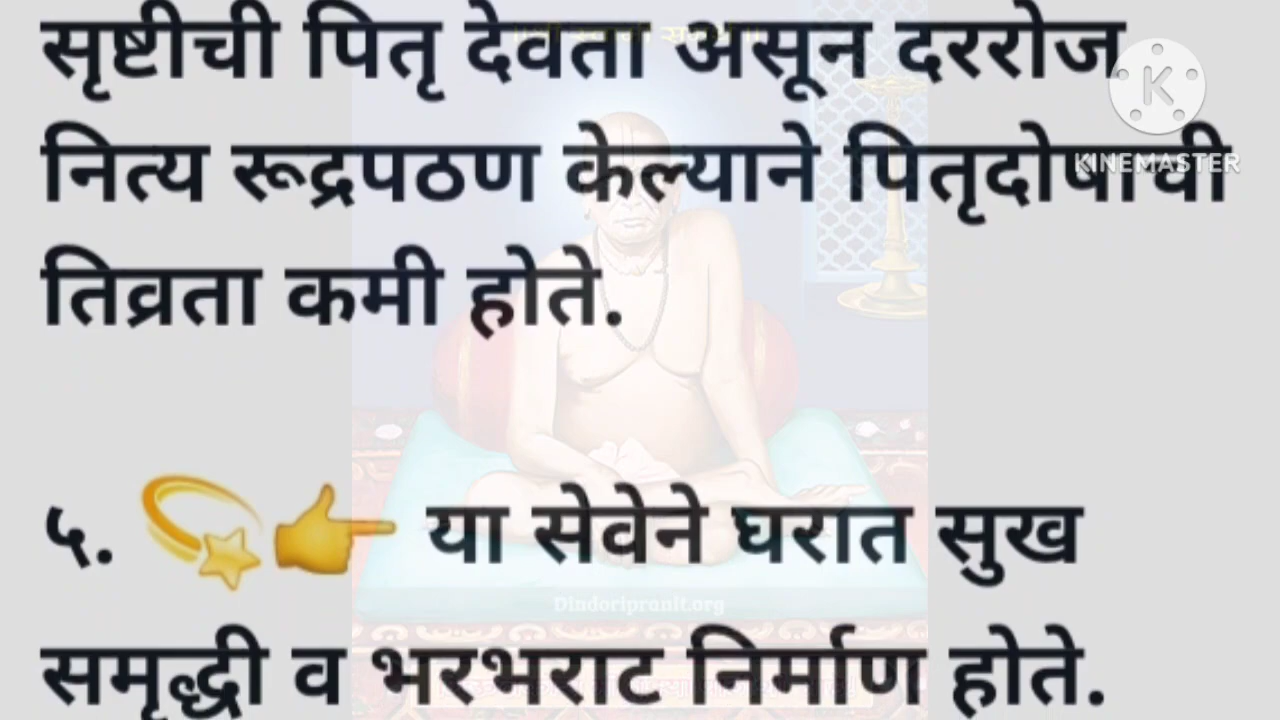 सृष्टीची पितृ देवता असून दररोज
नित्य रूद्रपठण केल्याने पितृदोषाची
तिव्रता कमी होते.
५. 💫👉 या सेवेने घरात सुख
समृद्धी व भरभराट निर्माण होते.
K
KINEMASTER
Dindoripranit.org